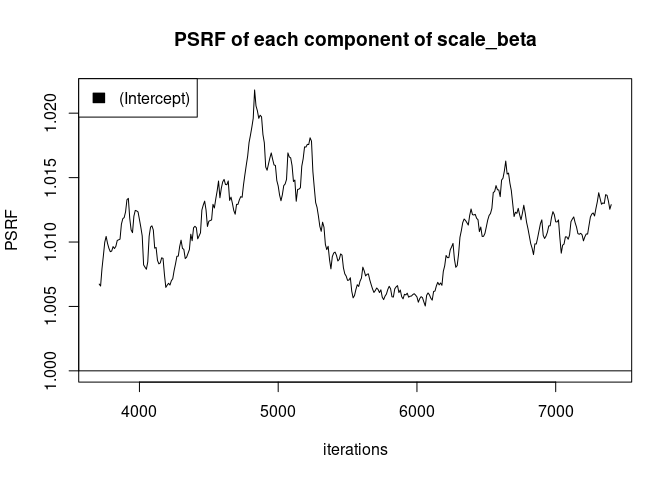 PSRF of each component of scale_beta
(Intercept)
PSRF
1.020
1.015
1.010
1.005
1.000
4000 5000 6000 7000
iterations